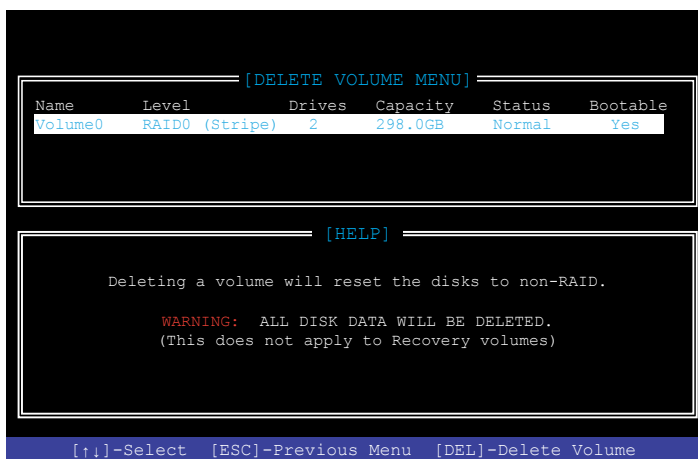 [DELETE VOLUME MENU]
Name Level Drives Capacity Status Bootable
Volume0 RAID0 (Stripe) 2 298.0GB Normal Yes
[HELP]
Deleting a volume will reset the disks to non-RAID.
WARNING: ALL DISK DATA WILL BE DELETED.
(This does not apply to Recovery volumes)
[↑↓]-Select [ESC]-Previous Menu [DEL]-Delete Volume